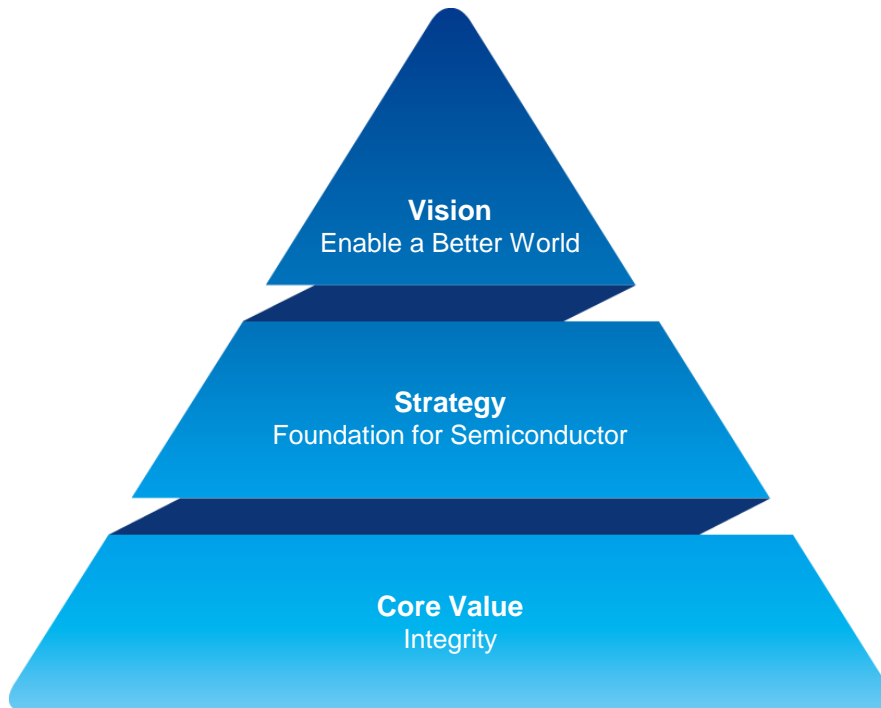 Vision
Enable a Better World
Strategy
Foundation for Semiconductor
Core Value
Integrity